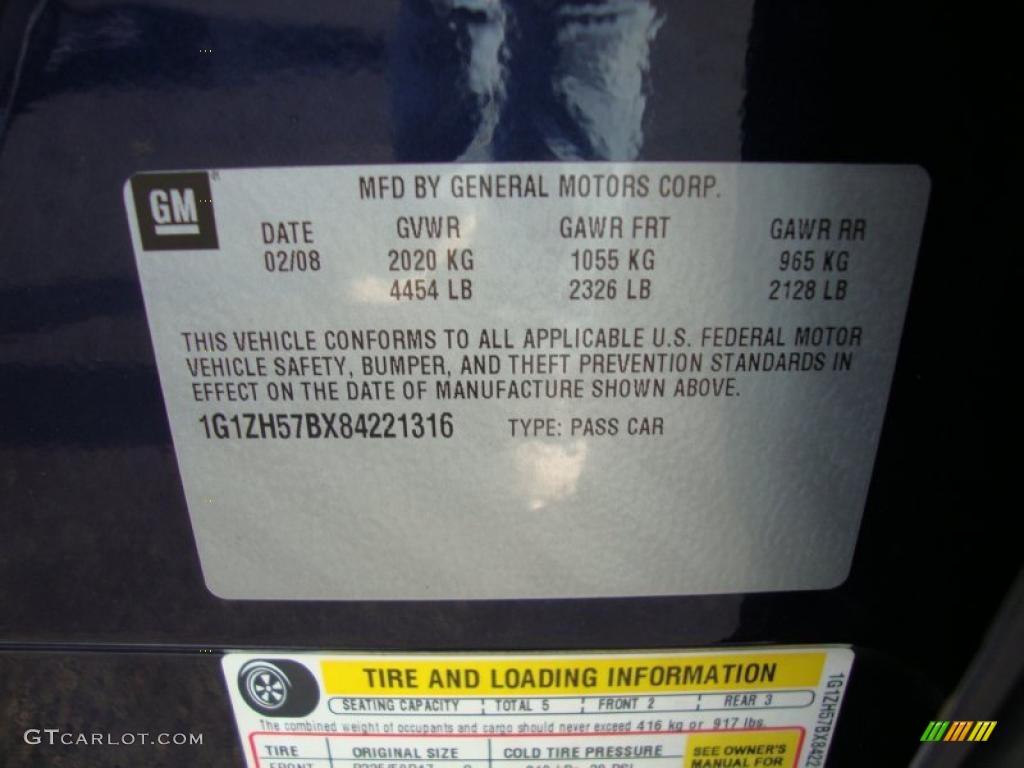 GM
MFD BY GENERAL MOTORS CORP.
DATE GVWR GAWR FRT GAWR RR
02/08 2020 KG 1055 KG 965 KG
4454 LB 2326 LB 2128 LB
THIS VEHICLE CONFORMS TO ALL APPLICABLE U.S. FEDERAL MOTOR
VEHICLE SAFETY, BUMPER, AND THEFT PREVENTION STANDARDS IN
EFFECT ON THE DATE OF MANUFACTURE SHOWN ABOVE.
1G1ZH57BX84221316 TYPE: PASS CAR
TIRE AND LOADING INFORMATION
SEATING CAPACITY TOTAL 5 FRONT 2 REAR 3
The combined weight of occupants and cargo should never exceed 416 kg or 917 lbs.
TIRE ORIGINAL SIZE COLD TIRE PRESSURE SEE OWNER'S
MANUAL FOR
FRONT
1G1ZH57BX8422
GTCARLOT.COM